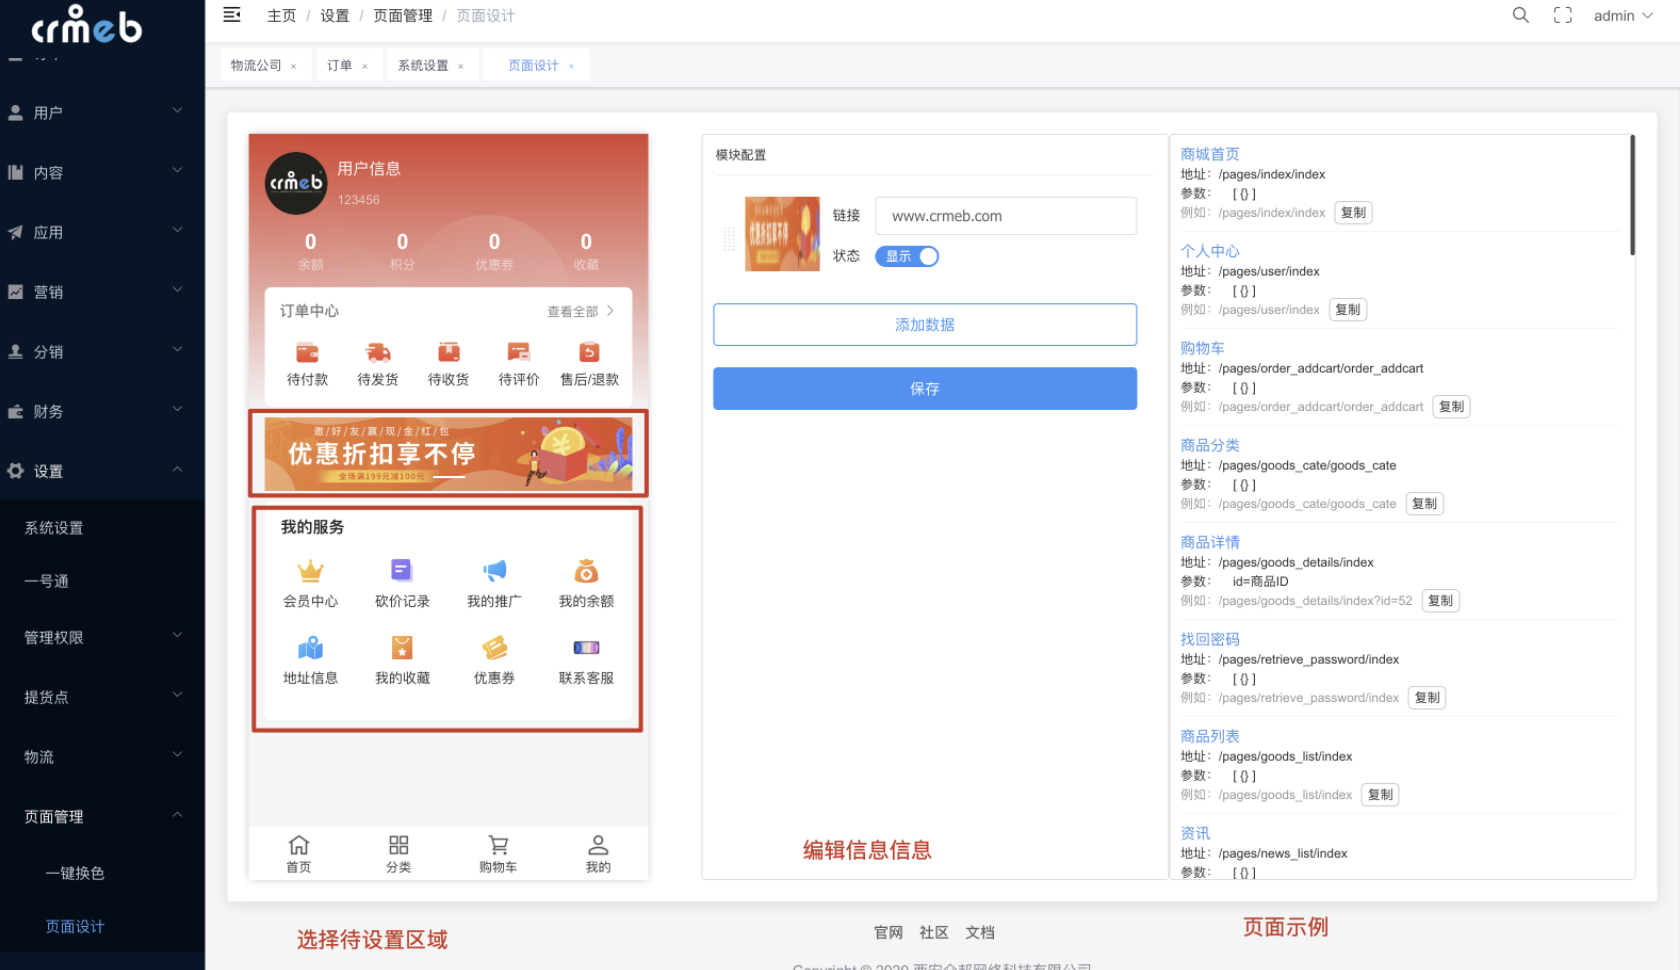 crmeb
主页 / 设置 / 页面管理 / 页面设计
admin
物流公司 × 订单 × 系统设置 × 页面设计 ×
用户
内容
应用
营销
分销
财务
设置
系统设置
一号通
管理权限
提货点
物流
页面管理
一键换色
页面设计
crmeb
用户信息
123456
0 0 0 0
余额 积分 优惠券 收藏
订单中心 查看全部
待付款 待发货 待收货 待评价 售后/退款
邀/好/友/赢/现/金/红/包
优惠折扣享不停
全场满199元减100元
我的服务
会员中心 砍价记录 我的推广 我的余额
地址信息 我的收藏 优惠券 联系客服
首页 分类 购物车 我的
选择待设置区域
模块配置
优惠折扣享不停
链接 www.crmeb.com
状态 显示
添加数据
保存
编辑信息信息
商城首页
地址： /pages/index/index
参数： [ {} ]
例如： /pages/index/index 复制
个人中心
地址： /pages/user/index
参数： [ {} ]
例如： /pages/user/index 复制
购物车
地址： /pages/order_addcart/order_addcart
参数： [ {} ]
例如： /pages/order_addcart/order_addcart 复制
商品分类
地址： /pages/goods_cate/goods_cate
参数： [ {} ]
例如： /pages/goods_cate/goods_cate 复制
商品详情
地址： /pages/goods_details/index
参数： id=商品ID
例如： /pages/goods_details/index?id=52 复制
找回密码
地址： /pages/retrieve_password/index
参数： [ {} ]
例如： /pages/retrieve_password/index 复制
商品列表
地址： /pages/goods_list/index
参数： [ {} ]
例如： /pages/goods_list/index 复制
资讯
地址： /pages/news_list/index
参数： [ {} ]
页面示例
官网 社区 文档
Copyright © 2020 西安众邦网络科技有限公司